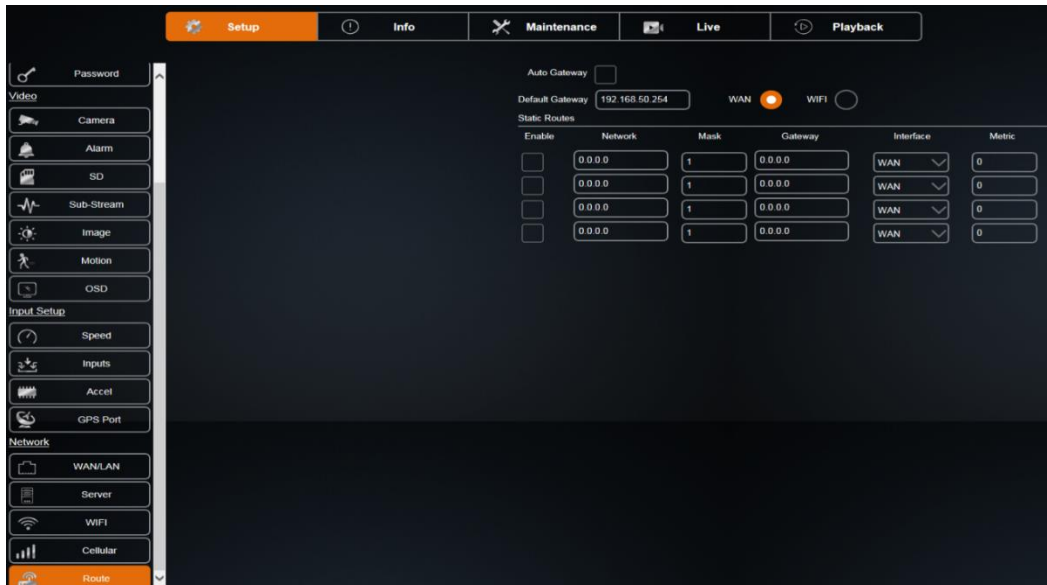 Setup Info Maintenance Live Playback
Password
Video
Camera
Alarm
SD
Sub-Stream
Image
Motion
OSD
Input Setup
Speed
Inputs
Accel
GPS Port
Network
WAN/LAN
Server
WIFI
Cellular
Route
Auto Gateway
Default Gateway 192.168.50.254 WAN WIFI
Static Routes
Enable Network Mask Gateway Interface Metric
0.0.0.0 1 0.0.0.0 WAN 0
0.0.0.0 1 0.0.0.0 WAN 0
0.0.0.0 1 0.0.0.0 WAN 0
0.0.0.0 1 0.0.0.0 WAN 0